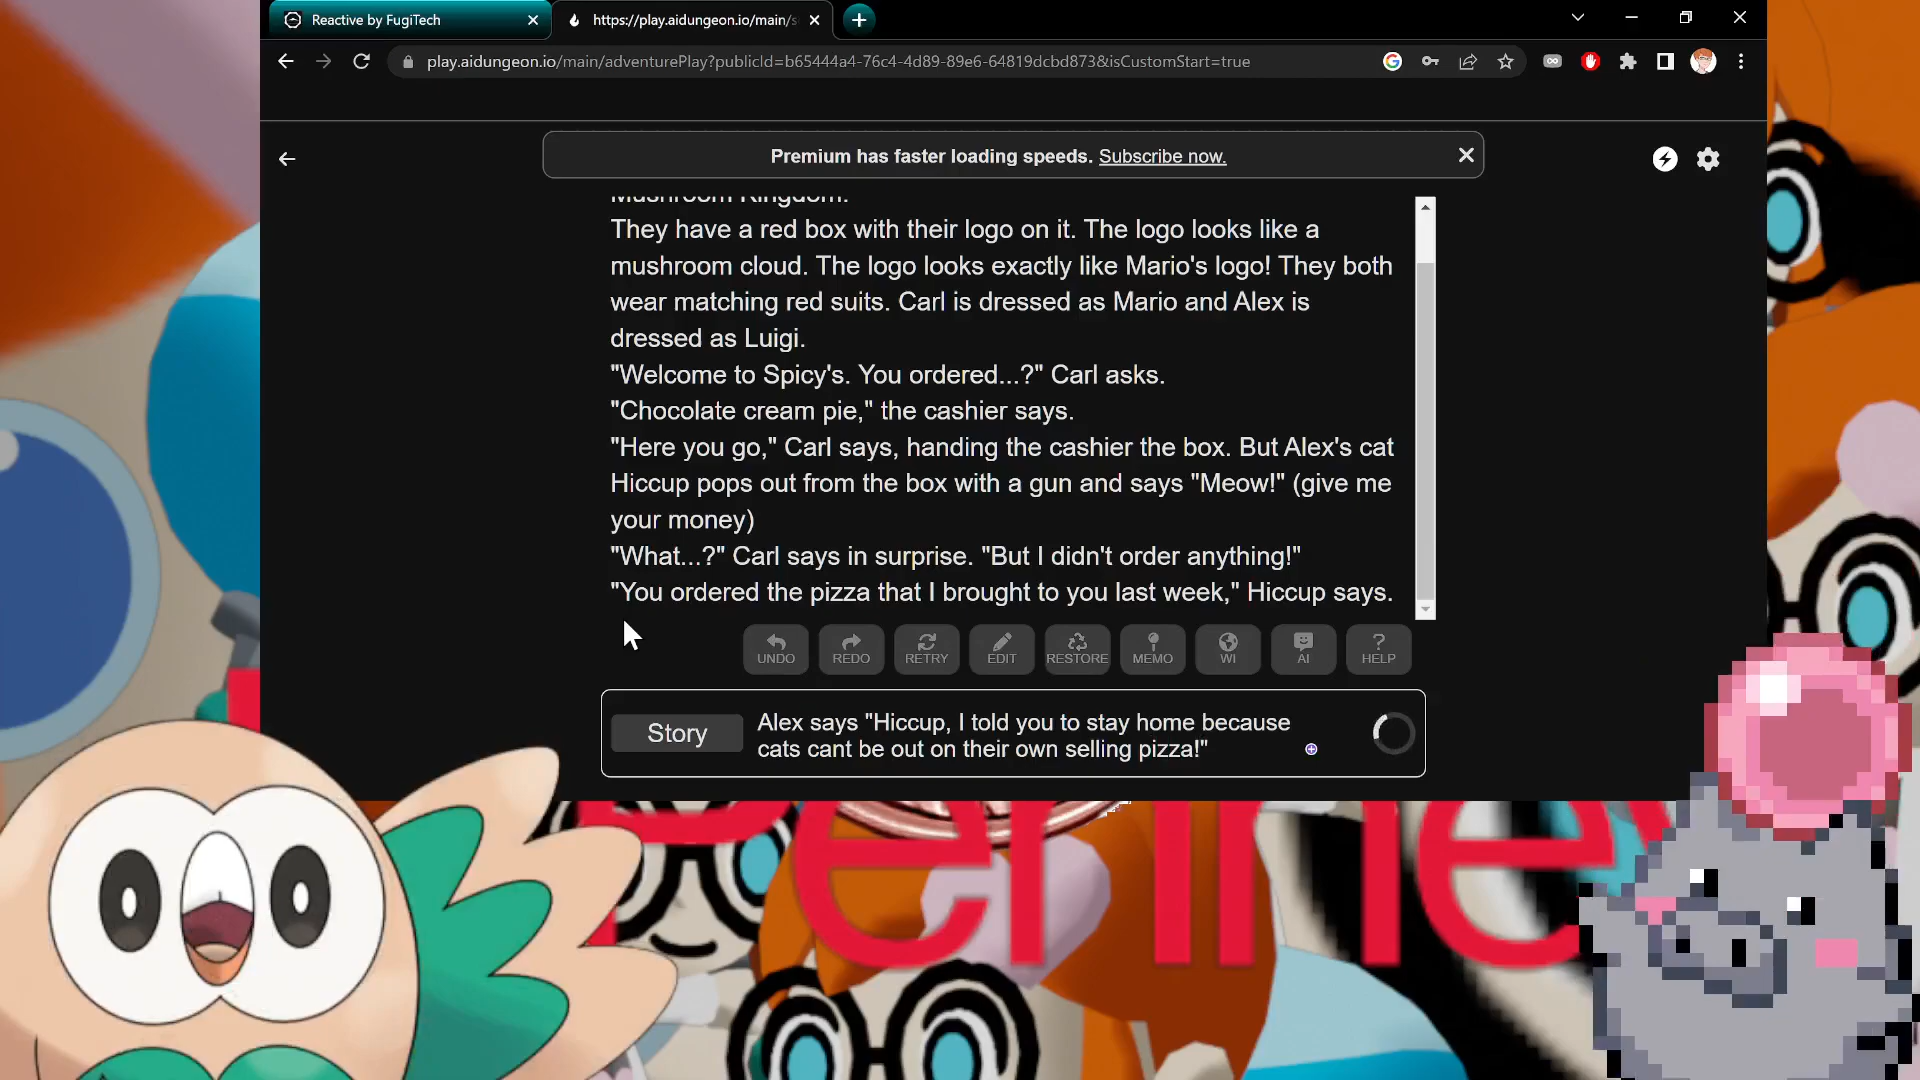 Reactive by FugiTech
https://play.aidungeon.io/main/s
play.aidungeon.io/main/adventurePlay?publicId=b65444a4-76c4-4d89-89e6-64819dcbd873&isCustomStart=true
Premium has faster loading speeds. Subscribe now.
Mushroom Kingdom.
They have a red box with their logo on it. The logo looks like a
mushroom cloud. The logo looks exactly like Mario's logo! They both
wear matching red suits. Carl is dressed as Mario and Alex is
dressed as Luigi.
"Welcome to Spicy's. You ordered...?" Carl asks.
"Chocolate cream pie," the cashier says.
"Here you go," Carl says, handing the cashier the box. But Alex's cat
Hiccup pops out from the box with a gun and says "Meow!" (give me
your money)
"What...?" Carl says in surprise. "But I didn't order anything!"
"You ordered the pizza that I brought to you last week," Hiccup says.
UNDO REDO RETRY EDIT RESTORE MEMO WI AI HELP
Story
Alex says "Hiccup, I told you to stay home because
cats cant be out on their own selling pizza!"